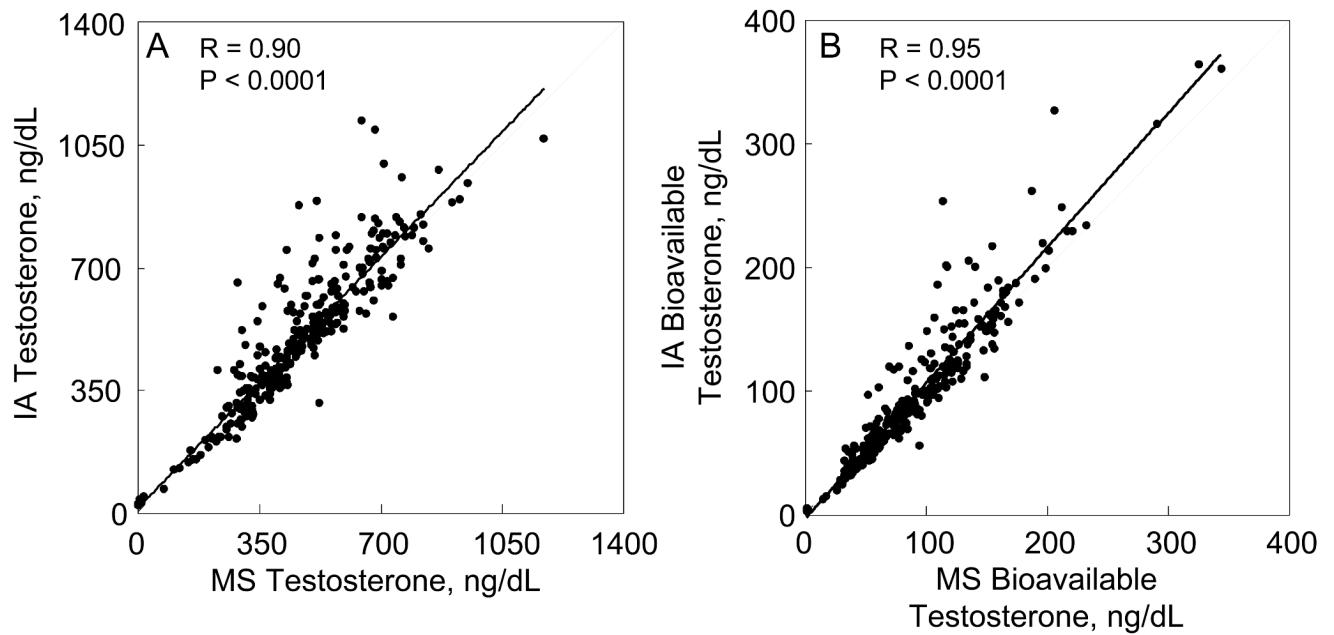 A
R = 0.90
P < 0.0001
IA Testosterone, ng/dL
1400
1050
700
350
0
0 350 700 1050 1400
MS Testosterone, ng/dL
B
R = 0.95
P < 0.0001
IA Bioavailable
Testosterone, ng/dL
400
300
200
100
0
0 100 200 300 400
MS Bioavailable
Testosterone, ng/dL